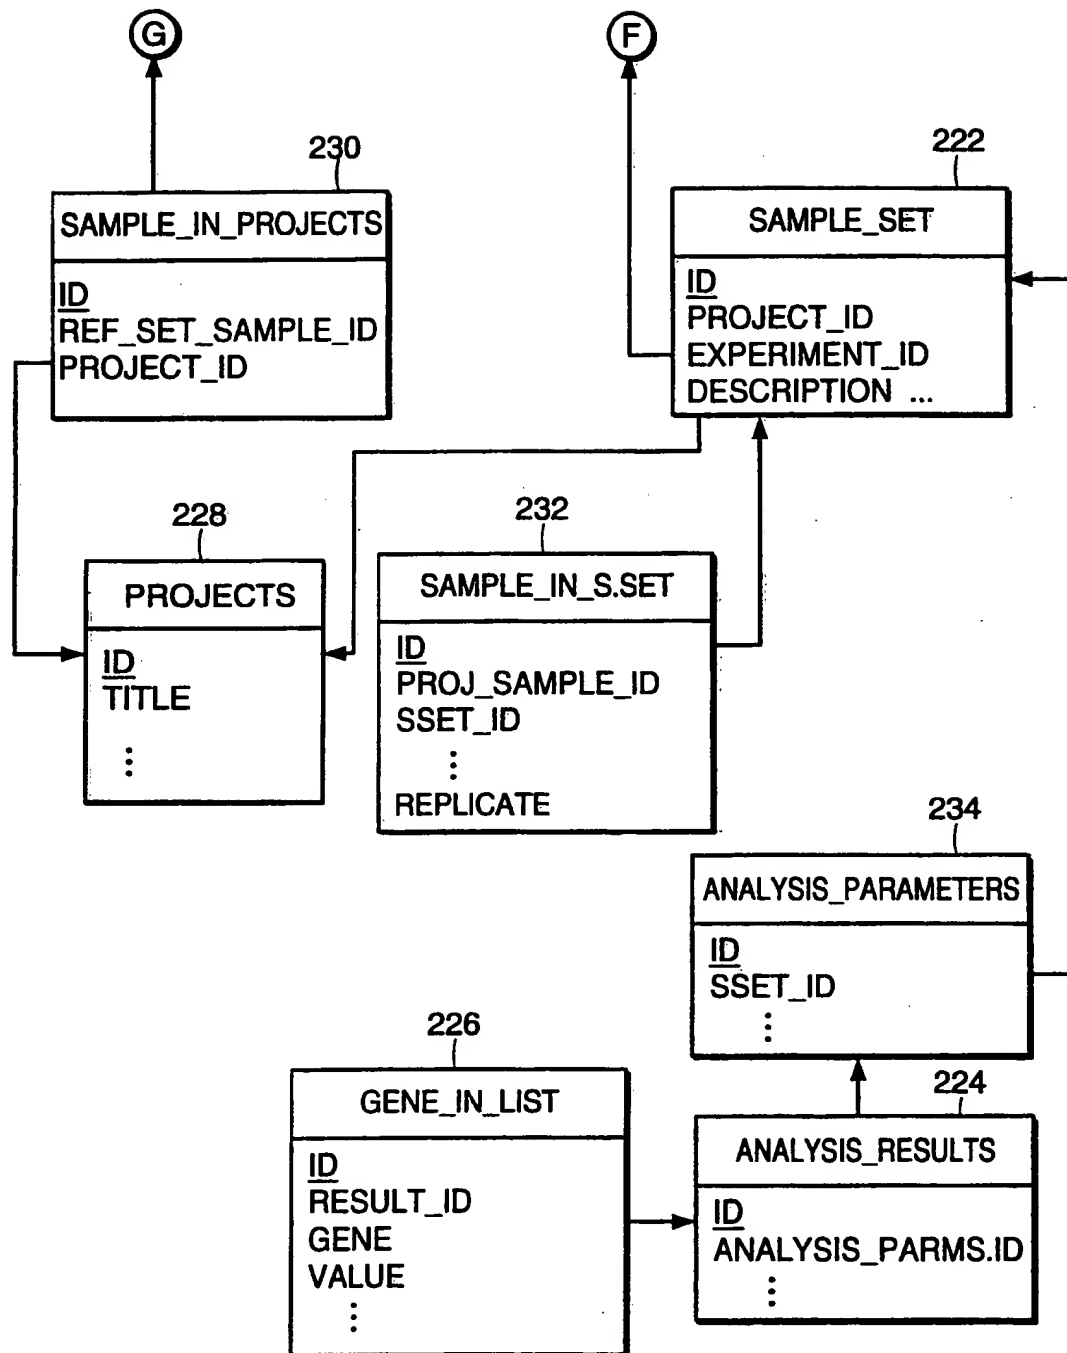 G
F
230
SAMPLE_IN_PROJECTS
ID
REF_SET_SAMPLE_ID
PROJECT_ID
222
SAMPLE_SET
ID
PROJECT_ID
EXPERIMENT_ID
DESCRIPTION ...
228
PROJECTS
ID
TITLE
⋮
232
SAMPLE_IN_S.SET
ID
PROJ_SAMPLE_ID
SSET_ID
⋮
REPLICATE
234
ANALYSIS_PARAMETERS
ID
SSET_ID
⋮
226
GENE_IN_LIST
ID
RESULT_ID
GENE
VALUE
⋮
224
ANALYSIS_RESULTS
ID
ANALYSIS_PARMS.ID
⋮